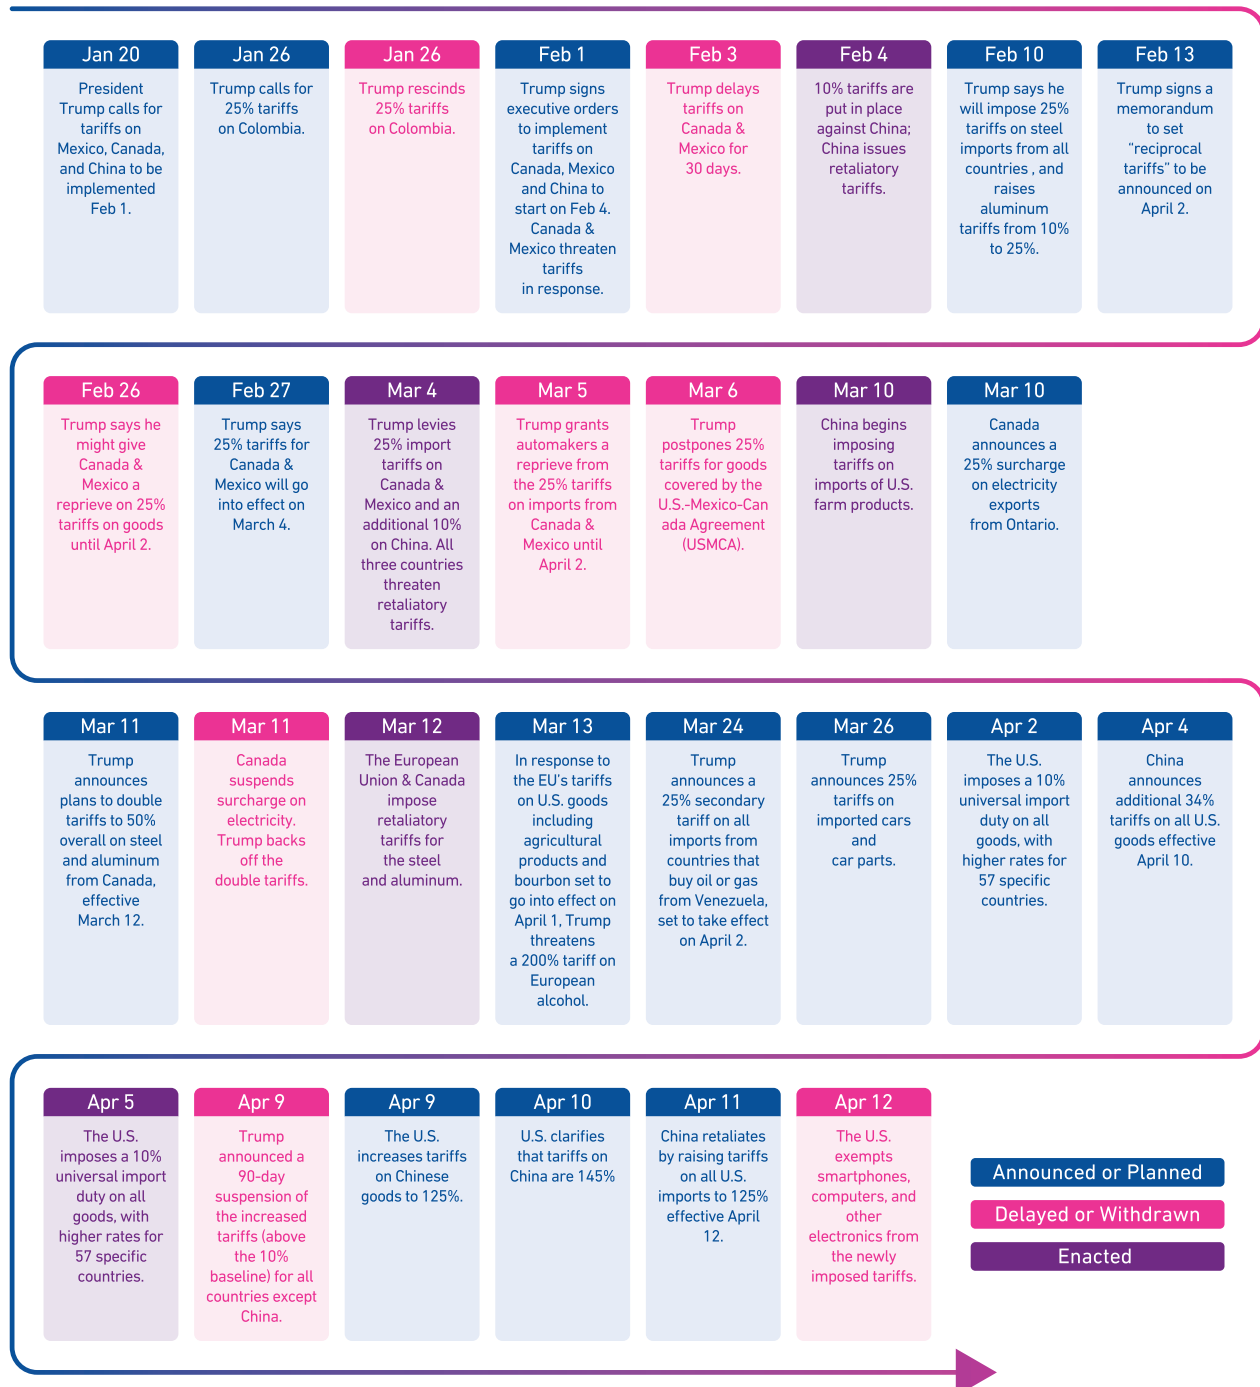 Jan 20
President
Trump calls for
tariffs on
Mexico, Canada,
and China to be
implemented
Feb 1.
Jan 26
Trump calls for
25% tariffs
on Colombia.
Jan 26
Trump rescinds
25% tariffs
on Colombia.
Feb 1
Trump signs
executive orders
to implement
tariffs on
Canada, Mexico
and China to
start on Feb 4.
Canada &
Mexico threaten
tariffs
in response.
Feb 3
Trump delays
tariffs on
Canada &
Mexico for
30 days.
Feb 4
10% tariffs are
put in place
against China;
China issues
retaliatory
tariffs.
Feb 10
Trump says he
will impose 25%
tariffs on steel
imports from all
countries , and
raises
aluminum
tariffs from 10%
to 25%.
Feb 13
Trump signs a
memorandum
to set
“reciprocal
tariffs” to be
announced on
April 2.
Feb 26
Trump says he
might give
Canada &
Mexico a
reprieve on 25%
tariffs on goods
until April 2.
Feb 27
Trump says
25% tariffs for
Canada &
Mexico will go
into effect on
March 4.
Mar 4
Trump levies
25% import
tariffs on
Canada &
Mexico and an
additional 10%
on China. All
three countries
threaten
retaliatory
tariffs.
Mar 5
Trump grants
automakers a
reprieve from
the 25% tariffs
on imports from
Canada &
Mexico until
April 2.
Mar 6
Trump
postpones 25%
tariffs for goods
covered by the
U.S.-Mexico-Can
ada Agreement
(USMCA).
Mar 10
China begins
imposing
tariffs on
imports of U.S.
farm products.
Mar 10
Canada
announces a
25% surcharge
on electricity
exports
from Ontario.
Mar 11
Trump
announces
plans to double
tariffs to 50%
overall on steel
and aluminum
from Canada,
effective
March 12.
Mar 11
Canada
suspends
surcharge on
electricity.
Trump backs
off the
double tariffs.
Mar 12
The European
Union & Canada
impose
retaliatory
tariffs for
the steel
and aluminum.
Mar 13
In response to
the EU’s tariffs
on U.S. goods
including
agricultural
products and
bourbon set to
go into effect on
April 1, Trump
threatens
a 200% tariff on
European
alcohol.
Mar 24
Trump
announces a
25% secondary
tariff on all
imports from
countries that
buy oil or gas
from Venezuela,
set to take effect
on April 2.
Mar 26
Trump
announces 25%
tariffs on
imported cars
and
car parts.
Apr 2
The U.S.
imposes a 10%
universal import
duty on all
goods, with
higher rates for
57 specific
countries.
Apr 4
China
announces
additional 34%
tariffs on all U.S.
goods effective
April 10.
Apr 5
The U.S.
imposes a 10%
universal import
duty on all
goods, with
higher rates for
57 specific
countries.
Apr 9
Trump
announced a
90-day
suspension of
the increased
tariffs (above
the 10%
baseline) for all
countries except
China.
Apr 9
The U.S.
increases tariffs
on Chinese
goods to 125%.
Apr 10
U.S. clarifies
that tariffs on
China are 145%
Apr 11
China retaliates
by raising tariffs
on all U.S.
imports to 125%
effective April
12.
Apr 12
The U.S.
exempts
smartphones,
computers, and
other
electronics from
the newly
imposed tariffs.
Announced or Planned
Delayed or Withdrawn
Enacted